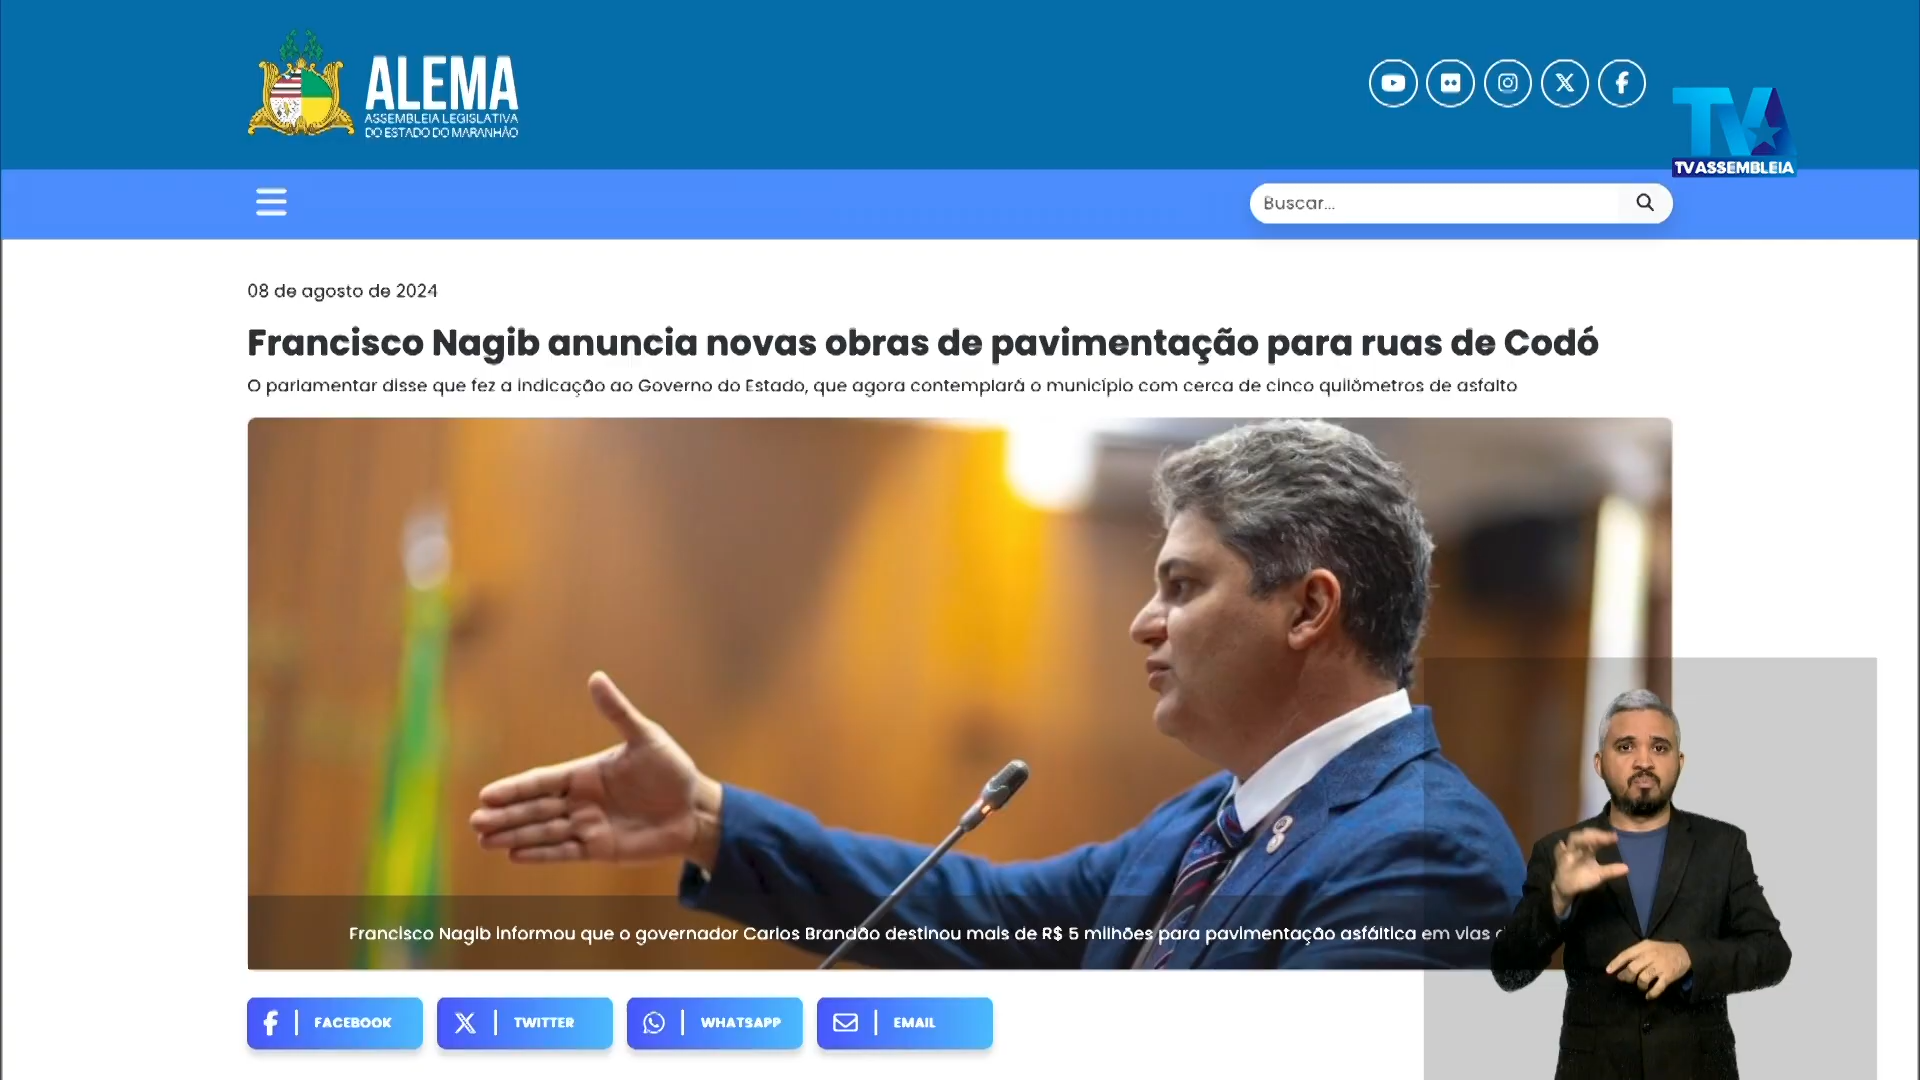 ALEMA
ASSEMBLEIA LEGISLATIVA
DO ESTADO DO MARANHÃO
TVA
TV ASSEMBLEIA
Buscar...
08 de agosto de 2024
Francisco Nagib anuncia novas obras de pavimentação para ruas de Codó
O parlamentar disse que fez a indicação ao Governo do Estado, que agora contemplará o município com cerca de cinco quilômetros de asfalto
Francisco Nagib informou que o governador Carlos Brandão destinou mais de R$ 5 milhões para pavimentação asfáltica em vias
FACEBOOK
TWITTER
WHATSAPP
EMAIL